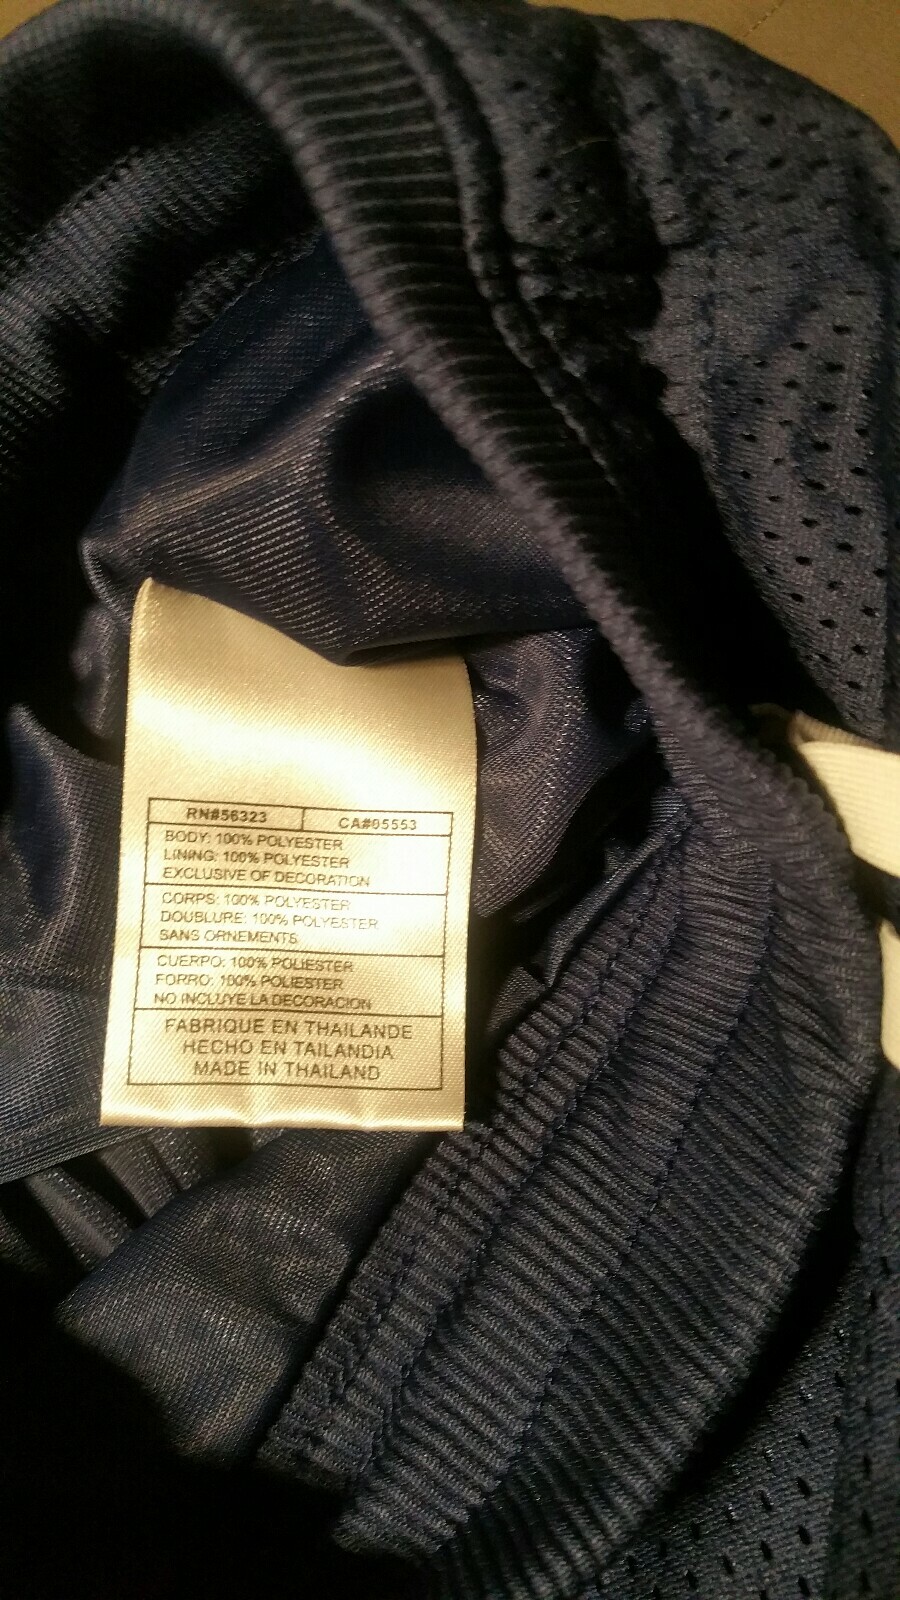 RN#56323 CA#05553
BODY: 100% POLYESTER
LINING: 100% POLYESTER
EXCLUSIVE OF DECORATION
CORPS: 100% POLYESTER
DOUBLURE: 100% POLYESTER
SANS ORNEMENTS
CUERPO: 100% POLIESTER
FORRO: 100% POLIESTER
NO INCLUYE LA DECORACION
FABRIQUE EN THAILANDE
HECHO EN TAILANDIA
MADE IN THAILAND